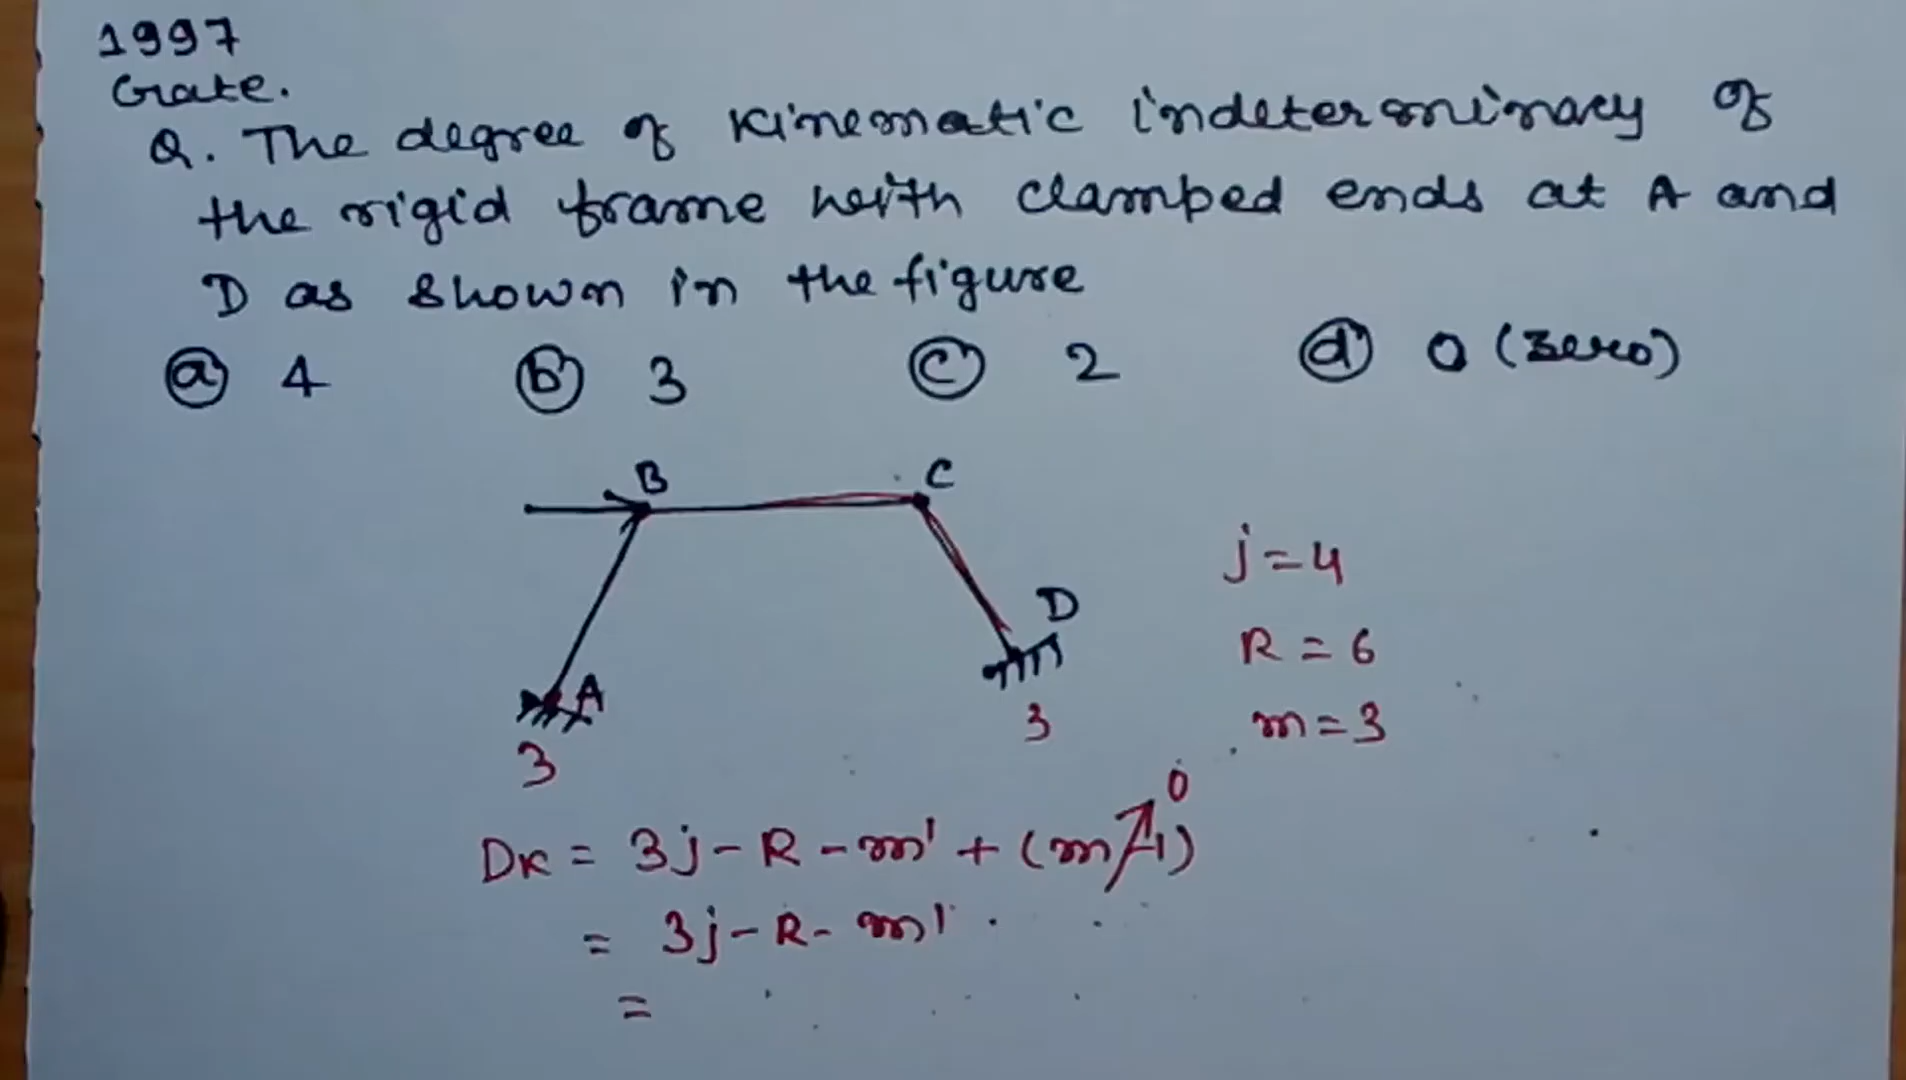 1997
Gate.
Q. The degree of Kinematic indeterminacy of
the rigid frame with clamped ends at A and
D as shown in the figure
(a) 4 (b) 3 (c) 2 (d) 0 (zero)
B
C
D
A
3
3
j = 4
R = 6
m = 3
0
Dk = 3j - R - m' + (m-1)
= 3j - R - m'
=